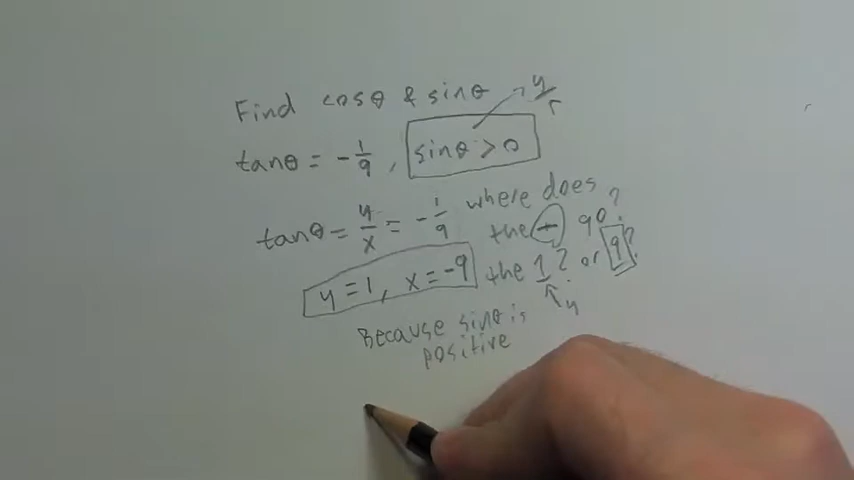 Find cosθ & sinθ → y/r
tanθ = -1/9, sinθ > 0
tanθ = y/x = -1/9 where does
the - go?
y = 1, x = -9 the 1? or 9?
y
Because sinθ is
positive